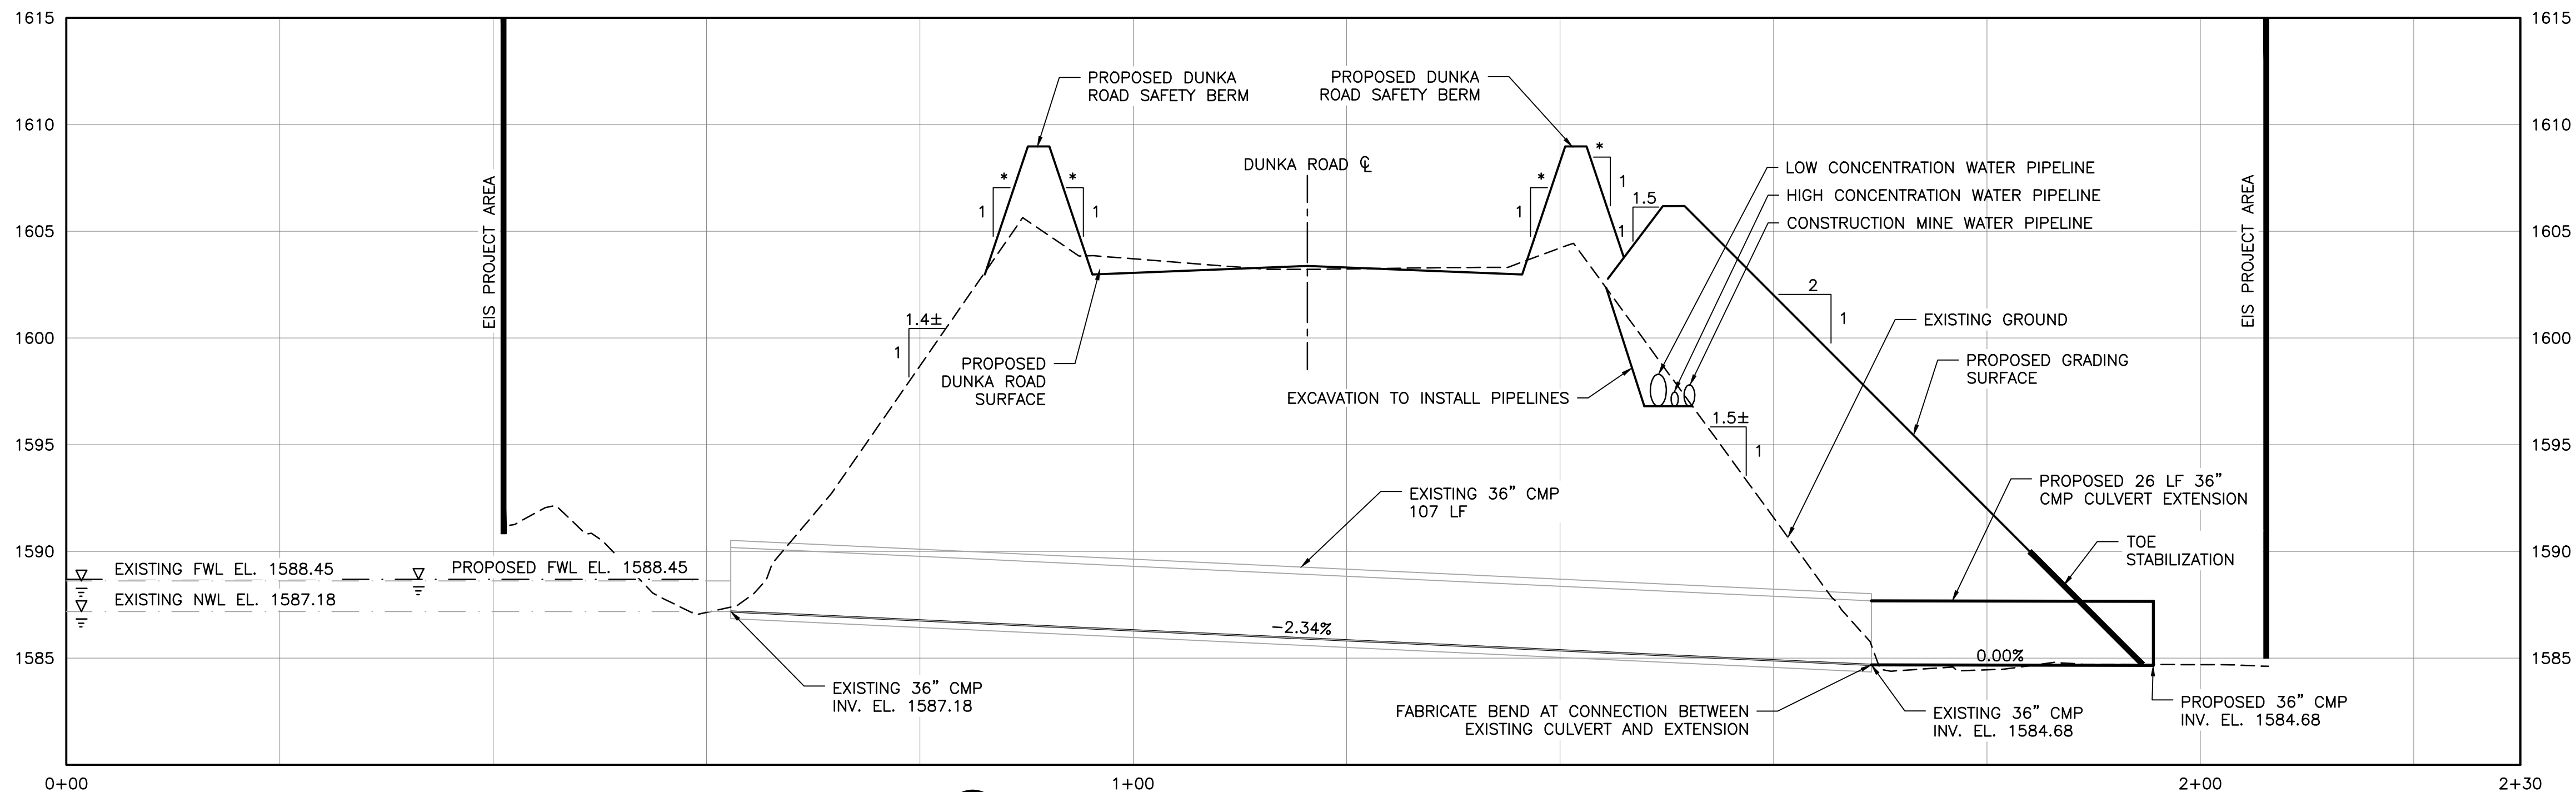 1615
1615
PROPOSED DUNKA
ROAD SAFETY BERM
PROPOSED DUNKA
ROAD SAFETY BERM
1610
1610
DUNKA ROAD ℄
LOW CONCENTRATION WATER PIPELINE
HIGH CONCENTRATION WATER PIPELINE
CONSTRUCTION MINE WATER PIPELINE
EIS PROJECT AREA
EIS PROJECT AREA
*
1
*
1
*
1
*
1
1.5
1
1605
1605
2
1
1.4±
1
EXISTING GROUND
1600
1600
PROPOSED
DUNKA ROAD
SURFACE
PROPOSED GRADING
SURFACE
EXCAVATION TO INSTALL PIPELINES
1.5±
1
1595
1595
EXISTING 36" CMP
107 LF
PROPOSED 26 LF 36"
CMP CULVERT EXTENSION
TOE
STABILIZATION
1590
1590
EXISTING FWL EL. 1588.45
PROPOSED FWL EL. 1588.45
EXISTING NWL EL. 1587.18
-2.34%
0.00%
1585
1585
EXISTING 36" CMP
INV. EL. 1587.18
FABRICATE BEND AT CONNECTION BETWEEN
EXISTING CULVERT AND EXTENSION
EXISTING 36" CMP
INV. EL. 1584.68
PROPOSED 36" CMP
INV. EL. 1584.68
0+00
1+00
2+00
2+30